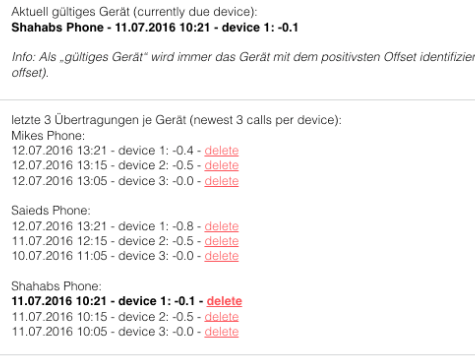 Aktuell gültiges Gerät (currently due device):
Shahabs Phone - 11.07.2016 10:21 - device 1: -0.1
Info: Als „gültiges Gerät“ wird immer das Gerät mit dem positivsten Offset
offset).
letzte 3 Übertragungen je Gerät (newest 3 calls per device):
Mikes Phone:
12.07.2016 13:21 - device 1: -0.4 - delete
12.07.2016 13:15 - device 2: -0.5 - delete
12.07.2016 13:05 - device 3: -0.0 - delete
Saieds Phone:
12.07.2016 13:21 - device 1: -0.8 - delete
11.07.2016 12:15 - device 2: -0.5 - delete
10.07.2016 11:05 - device 3: -0.0 - delete
Shahabs Phone:
11.07.2016 10:21 - device 1: -0.1 - delete
11.07.2016 10:15 - device 2: -0.5 - delete
11.07.2016 10:05 - device 3: -0.0 - delete